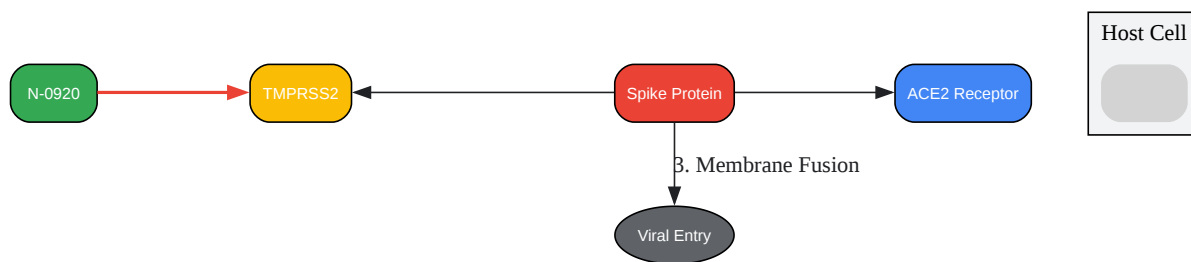 Host Cell
N-0920
TMPRSS2
Spike Protein
ACE2 Receptor
3. Membrane Fusion
Viral Entry